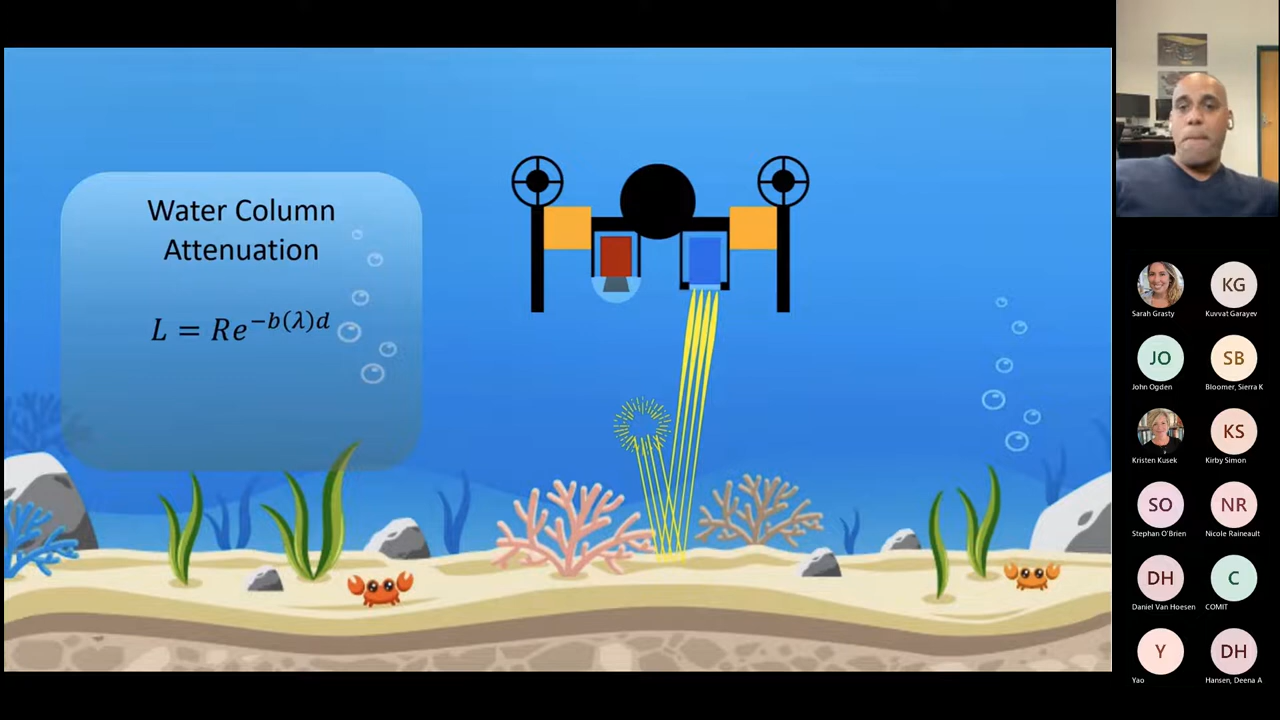 Water Column
Attenuation
L = Re^{-b(λ)d}
Sarah Grasty
KG
Kuvvat Garayev
JO
John Ogden
SB
Bloomer, Sierra K
Kristen Kusek
KS
Kirby Simon
SO
Stephan O'Brien
NR
Nicole Raineault
DH
Daniel Van Hoesen
C
COMIT
Y
Yao
DH
Hansen, Deena A